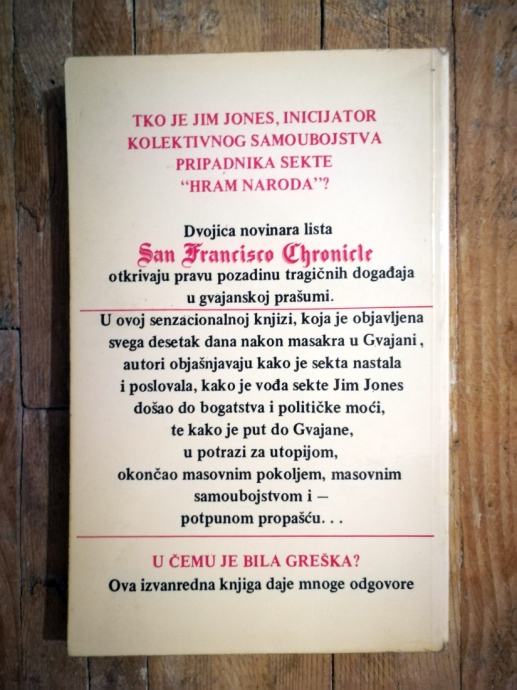 TKO JE JIM JONES, INICIJATOR
KOLEKTIVNOG SAMOUBOJSTVA
PRIPADNIKA SEKTE
“HRAM NARODA”?
Dvojica novinara lista
San Francisco Chronicle
otkrivaju pravu pozadinu tragičnih događaja
u gvajanskoj prašumi.
U ovoj senzacionalnoj knjizi, koja je objavljena
svega desetak dana nakon masakra u Gvajani,
autori objašnjavaju kako je sekta nastala
i poslovala, kako je vođa sekte Jim Jones
došao do bogatstva i političke moći,
te kako je put do Gvajane,
u potrazi za utopijom,
okončao masovnim pokoljem, masovnim
samoubojstvom i —
potpunom propašću...
U ČEMU JE BILA GREŠKA?
Ova izvanredna knjiga daje mnoge odgovore